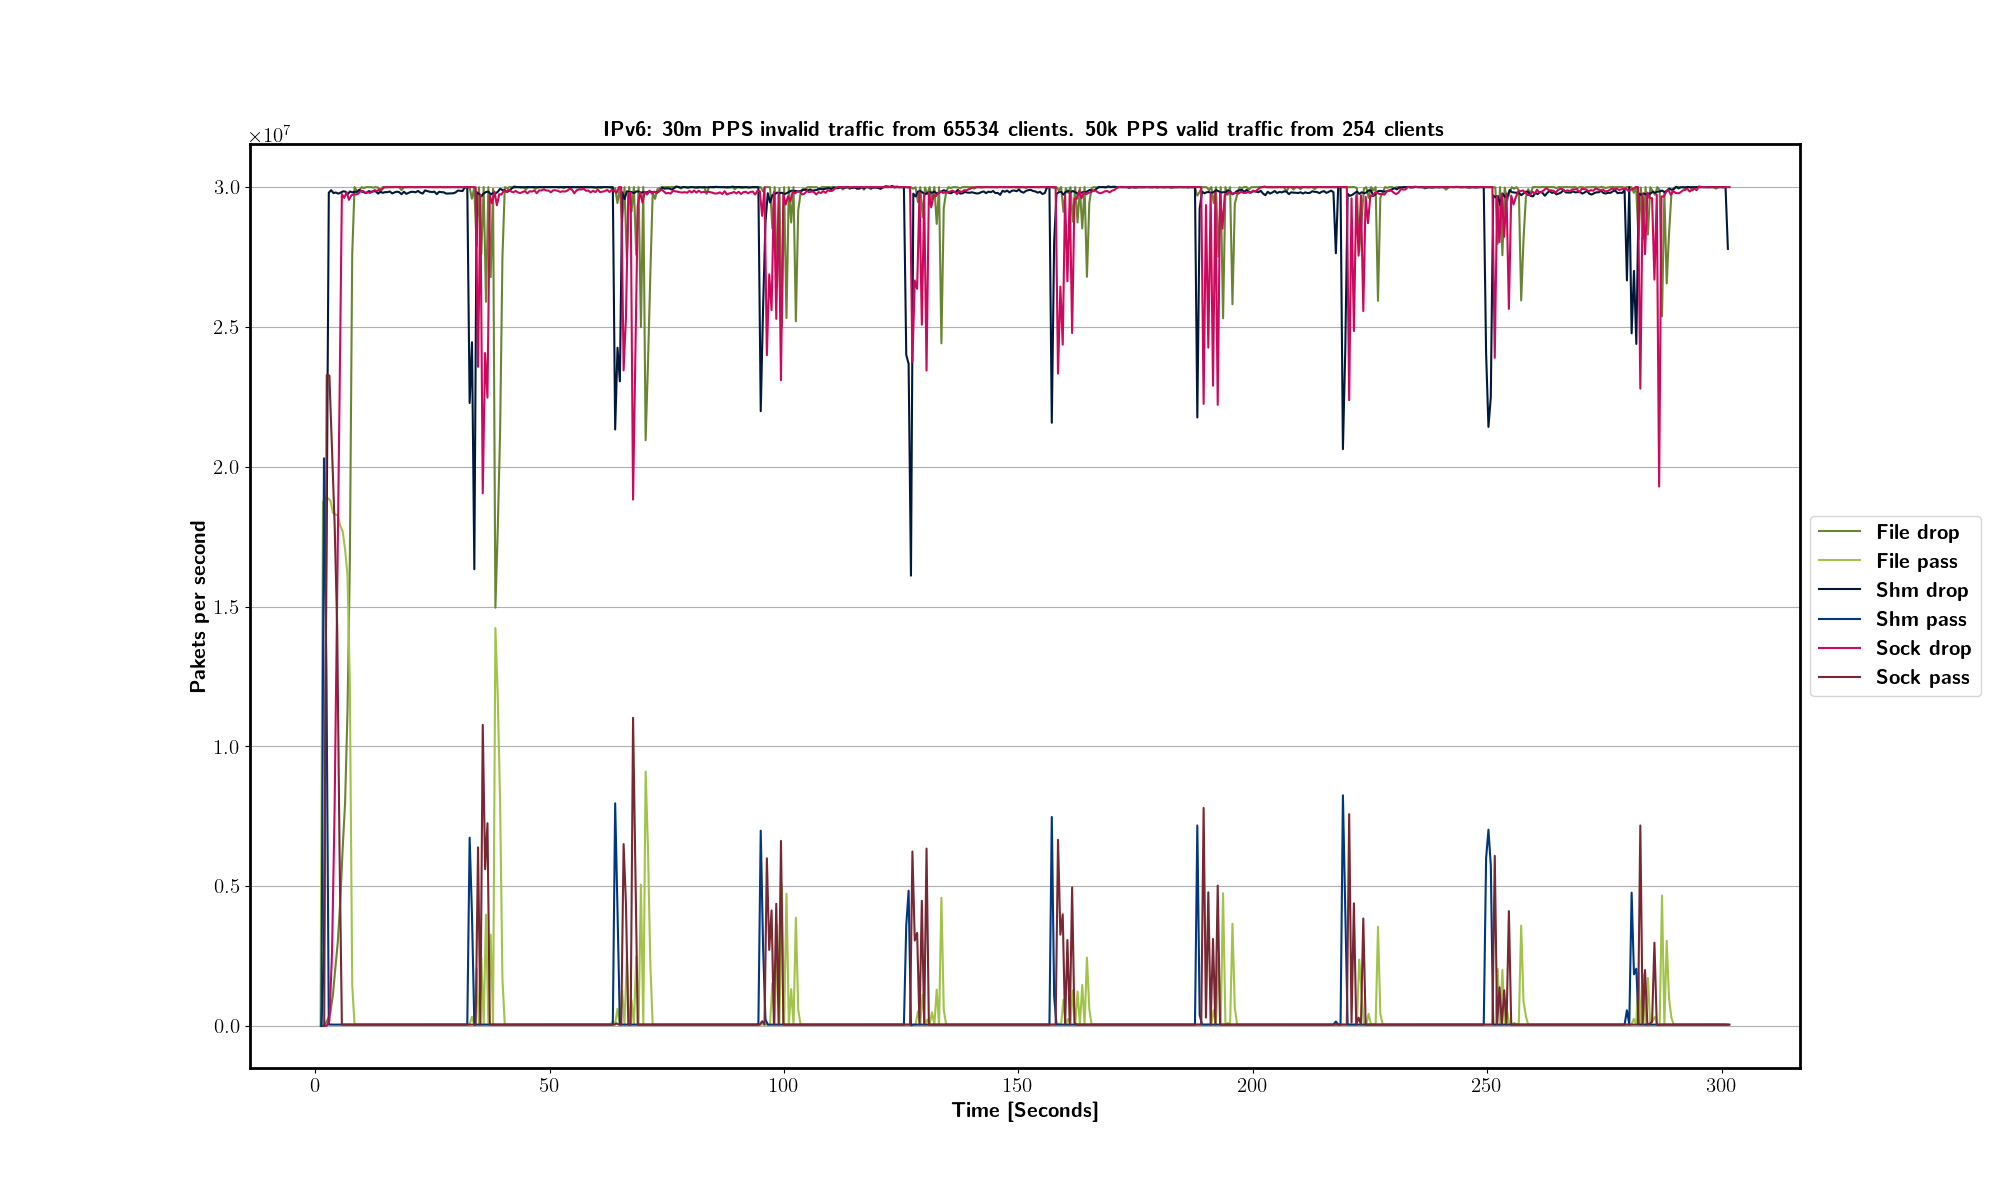 IPv6: 30m PPS invalid traffic from 65534 clients. 50k PPS valid traffic from 254 clients
×10⁷
3.0
2.5
2.0
1.5
1.0
0.5
0.0
Pakets per second
0 50 100 150 200 250 300
Time [Seconds]
File drop
File pass
Shm drop
Shm pass
Sock drop
Sock pass